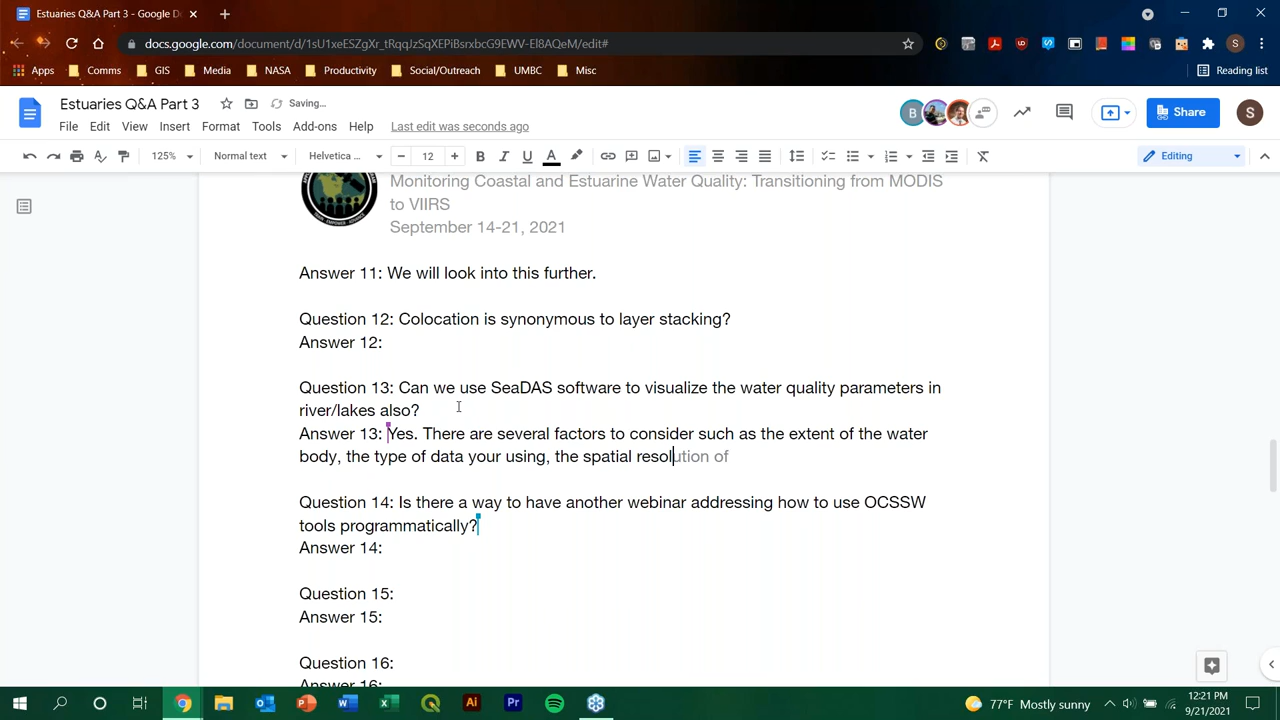 Estuaries Q&A Part 3 - Google D
docs.google.com/document/d/1sU1xeESZgXr_tRqqJzSqXEPiBsrxbcG9EWV-El8AQeM/edit#
Apps Comms GIS Media NASA Productivity Social/Outreach UMBC Misc Reading list
Estuaries Q&A Part 3 Saving...
File Edit View Insert Format Tools Add-ons Help Last edit was seconds ago
B Share S
125% Normal text Helvetica ... 12 Editing
Monitoring Coastal and Estuarine Water Quality: Transitioning from MODIS
to VIIRS
September 14-21, 2021
Answer 11: We will look into this further.
Question 12: Colocation is synonymous to layer stacking?
Answer 12:
Question 13: Can we use SeaDAS software to visualize the water quality parameters in
river/lakes also?
Answer 13: Yes. There are several factors to consider such as the extent of the water
body, the type of data your using, the spatial resolution of
Question 14: Is there a way to have another webinar addressing how to use OCSSW
tools programmatically?
Answer 14:
Question 15:
Answer 15:
Question 16:
Answer 16:
77°F Mostly sunny
12:21 PM
9/21/2021